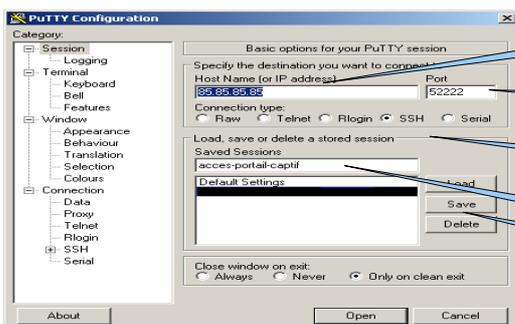 PuTTY Configuration
Category:
Session
Logging
Terminal
Keyboard
Bell
Features
Window
Appearance
Behaviour
Translation
Selection
Colours
Connection
Data
Proxy
Telnet
Rlogin
SSH
Serial
Basic options for your PuTTY session
Specify the destination you want to connect
Host Name (or IP address) Port
85.85.85.85 52222
Connection type:
Raw Telnet Rlogin SSH Serial
Load, save or delete a stored session
Saved Sessions
acces-portail-captif
Default Settings
Load
Save
Delete
Close window on exit:
Always Never Only on clean exit
About Open Cancel